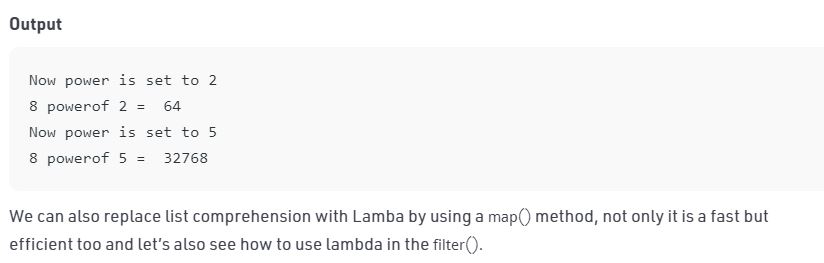 Output
Now power is set to 2
8 powerof 2 =  64
Now power is set to 5
8 powerof 5 =  32768
We can also replace list comprehension with Lamba by using a map() method, not only it is a fast but
efficient too and let’s also see how to use lambda in the filter().